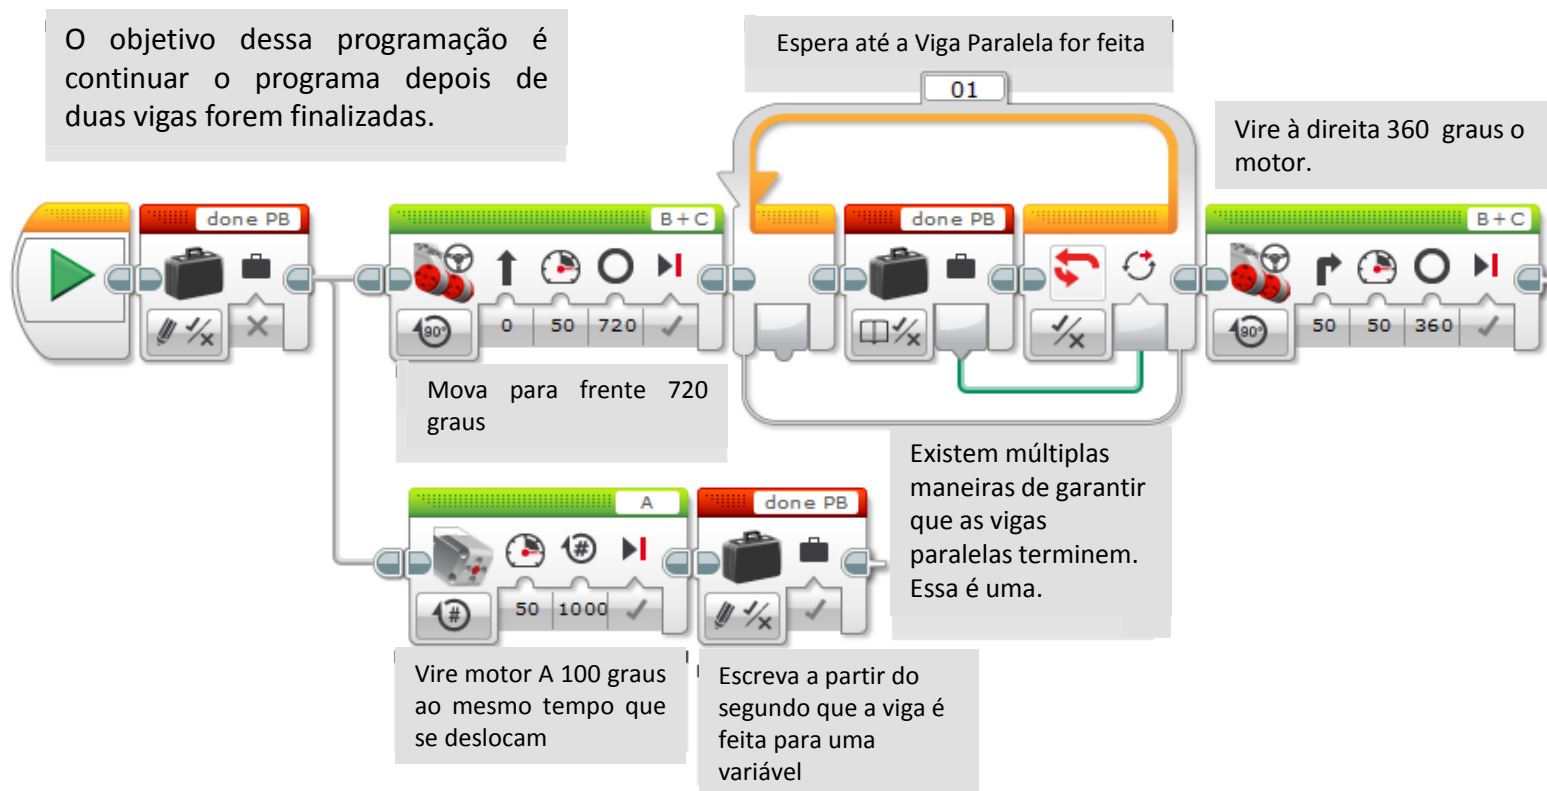 O objetivo dessa programação é
continuar o programa depois de
duas vigas forem finalizadas.
Espera até a Viga Paralela for feita
01
Vire à direita 360 graus o
motor.
done PB
B + C
done PB
B + C
0 50 720
50 50 360
Mova para frente 720
graus
Existem múltiplas
maneiras de garantir
que as vigas
paralelas terminem.
Essa é uma.
A
done PB
50 1000
Vire motor A 100 graus
ao mesmo tempo que
se deslocam
Escreva a partir do
segundo que a viga é
feita para uma
variável